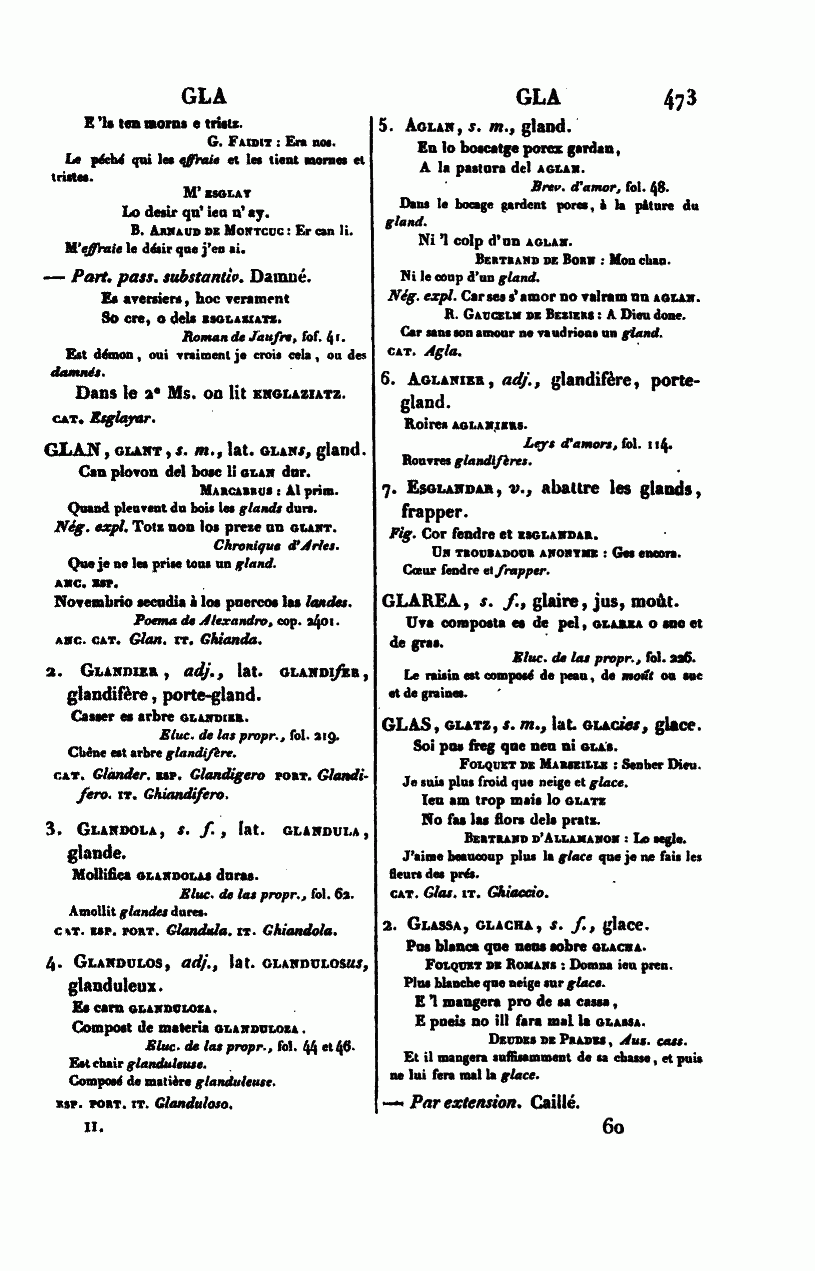 GLA
GLA 473
E 'ls ten morns e tristz.
G. FAIDIT : Era nos.
Le péché qui les effraie et les tient mornes et
tristes.
M' ESGLAY
Lo desir qu' ieu n' ay.
B. ARNAUD DE MONTCUC : Er can li.
M'effraie le désir que j'en ai.
— Part. pass. substantiv. Damné.
Es aversiers, hoc verament
So cre, o dels ESGLAZIATZ.
Roman de Jaufre, fof. 41.
Est démon, oui vraiment je crois cela, ou des
damnés.
Dans le 2e Ms. on lit ENGLAZIATZ.
CAT. Esglayar.
GLAN, GLANT, s. m., lat. GLANS, gland.
Can plovon del bosc li GLAN dur.
MARCABRUS : Al prim.
Quand pleuvent du bois les glands durs.
Nég. expl. Totz non los preze un GLANT.
Chronique d'Arles.
Que je ne les prise tous un gland.
ANC. ESP.
Novembrio secudia à los puercos las landes.
Poema de Alexandro, cop. 2401.
ANC. CAT. Glan. IT. Ghianda.
2. GLANDIER, adj., lat. GLANDIfER,
glandifère, porte-gland.
Casser es arbre GLANDIER.
Eluc. de las propr., fol. 219.
Chêne est arbre glandifère.
CAT. Glander. ESP. Glandigero PORT. Glandi-
fero. IT. Ghiandifero.
3. GLANDOLA, s. f., lat. GLANDULA,
glande.
Mollifica GLANDOLAS duras.
Eluc. de las propr., fol. 62.
Amollit glandes dures.
CAT. ESP. PORT. Glandula. IT. Ghiandola.
4. GLANDULOS, adj., lat. GLANDULOSUS,
glanduleux.
Es carn GLANDULOZA.
Compost de materia GLANDULOZA.
Eluc. de las propr., fol. 44 et 46.
Est chair glanduleuse.
Composé de matière glanduleuse.
ESP. PORT. IT. Glanduloso.
II.
5. AGLAN, s. m., gland.
En lo boscatge porcx gardan,
A la pastura del AGLAN.
Brev. d'amor, fol. 48.
Dans le bocage gardent porcs, à la pâture du
gland.
Ni 'l colp d'un AGLAN.
BERTRAND DE BORN : Mon chan.
Ni le coup d'un gland.
Nég. expl. Car ses s' amor no valram un AGLAN.
R. GAUCELM DE BEZIERS : A Dieu done.
Car sans son amour ne vaudrions un gland.
CAT. Agla.
6. AGLANIER, adj., glandifère, porte-
gland.
Roires AGLANIERS.
Leys d'amors, fol. 114.
Rouvres glandifères.
7. ESGLANDAR, v., abattre les glands,
frapper.
Fig. Cor fendre et ESGLANDAR.
UN TROUBADOUR ANONYME : Ges encora.
Cœur fendre et frapper.
GLAREA, s. f., glaire, jus, moût.
Uva composta es de pel, GLAREA o suc et
de gras.
Eluc. de las propr., fol. 226.
Le raisin est composé de peau, de moût ou suc
et de graines.
GLAS, GLATZ, s. m., lat. GLACies, glace.
Soi pus freg que neu ni GLAS.
FOLQUET DE MARSEILLE : Senher Dieu.
Je suis plus froid que neige et glace.
Ieu am trop mais lo GLATZ
No fas las flors dels pratz.
BERTRAND D'ALLAMANON : Lo segle.
J'aime beaucoup plus la glace que je ne fais les
fleurs des prés.
CAT. Glas. IT. Ghiaccio.
2. GLASSA, GLACHA, s. f., glace.
Pus blanca que neus sobre GLACHA.
FOLQUET DE ROMANS : Domna ieu pren.
Plus blanche que neige sur glace.
E 'l mangera pro de sa cassa,
E pueis no ill fara mal la GLASSA.
DEUDES DE PRADES, Aus. cass.
Et il mangera suffisamment de sa chasse, et puis
ne lui fera mal la glace.
— Par extension. Caillé.
60